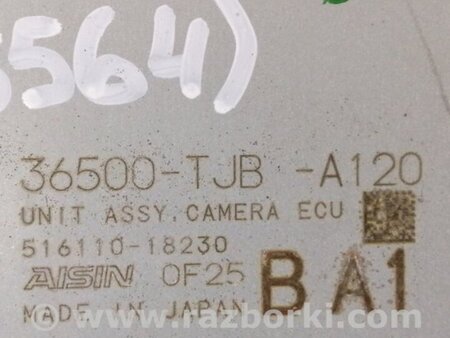 5564)
36500-TJB -A120
UNIT ASSY, CAMERA ECU
516110-18230
AISIN 0F25 BA1
MADE IN JAPAN
© www.razborki.com